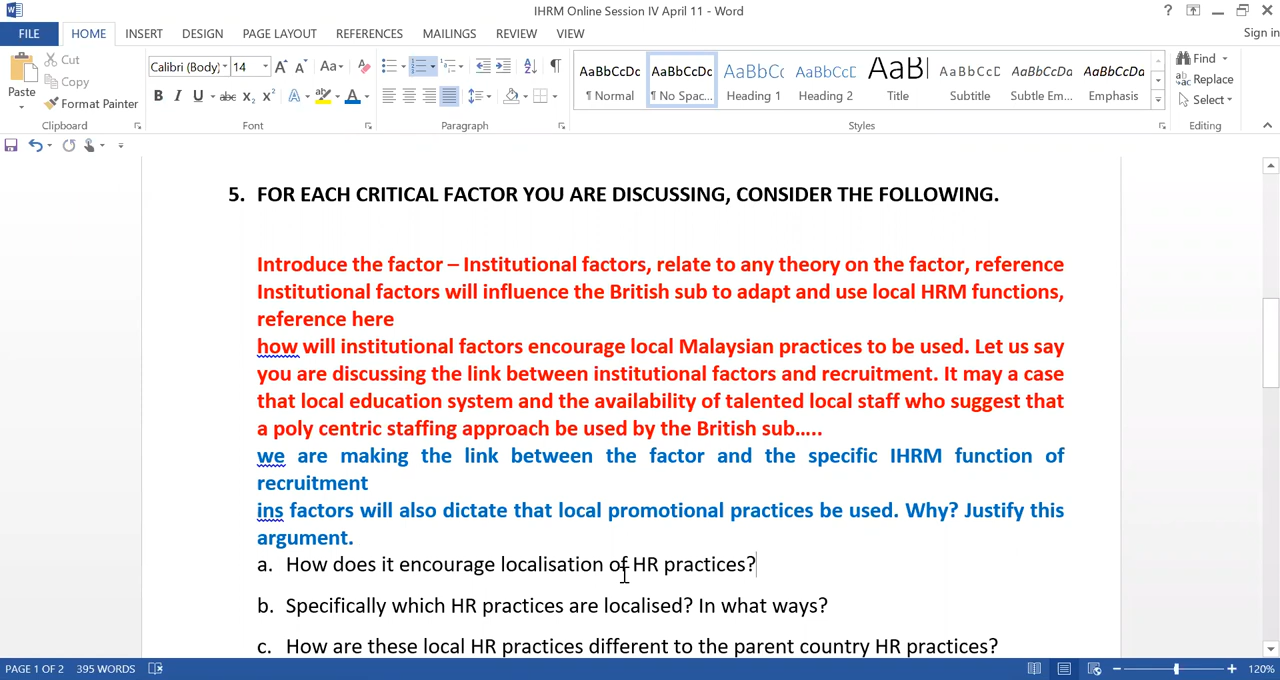 IHRM Online Session IV April 11 - Word
?
Sign in
FILE HOME INSERT DESIGN PAGE LAYOUT REFERENCES MAILINGS REVIEW VIEW
Paste
Cut
Copy
Format Painter
Clipboard
Calibri (Body) 14
Font
Paragraph
AaBbCcDc AaBbCcDc AaBbCc AaBbCcC AaBl AaBbCcC AaBbCcDa AaBbCcDa
¶ Normal ¶ No Spac... Heading 1 Heading 2 Title Subtitle Subtle Em... Emphasis
Styles
Find
Replace
Select
Editing
5. FOR EACH CRITICAL FACTOR YOU ARE DISCUSSING, CONSIDER THE FOLLOWING.
Introduce the factor – Institutional factors, relate to any theory on the factor, reference
Institutional factors will influence the British sub to adapt and use local HRM functions,
reference here
how will institutional factors encourage local Malaysian practices to be used. Let us say
you are discussing the link between institutional factors and recruitment. It may a case
that local education system and the availability of talented local staff who suggest that
a poly centric staffing approach be used by the British sub…..
we are making the link between the factor and the specific IHRM function of
recruitment
ins factors will also dictate that local promotional practices be used. Why? Justify this
argument.
a. How does it encourage localisation of HR practices?
b. Specifically which HR practices are localised? In what ways?
c. How are these local HR practices different to the parent country HR practices?
PAGE 1 OF 2 395 WORDS
120%